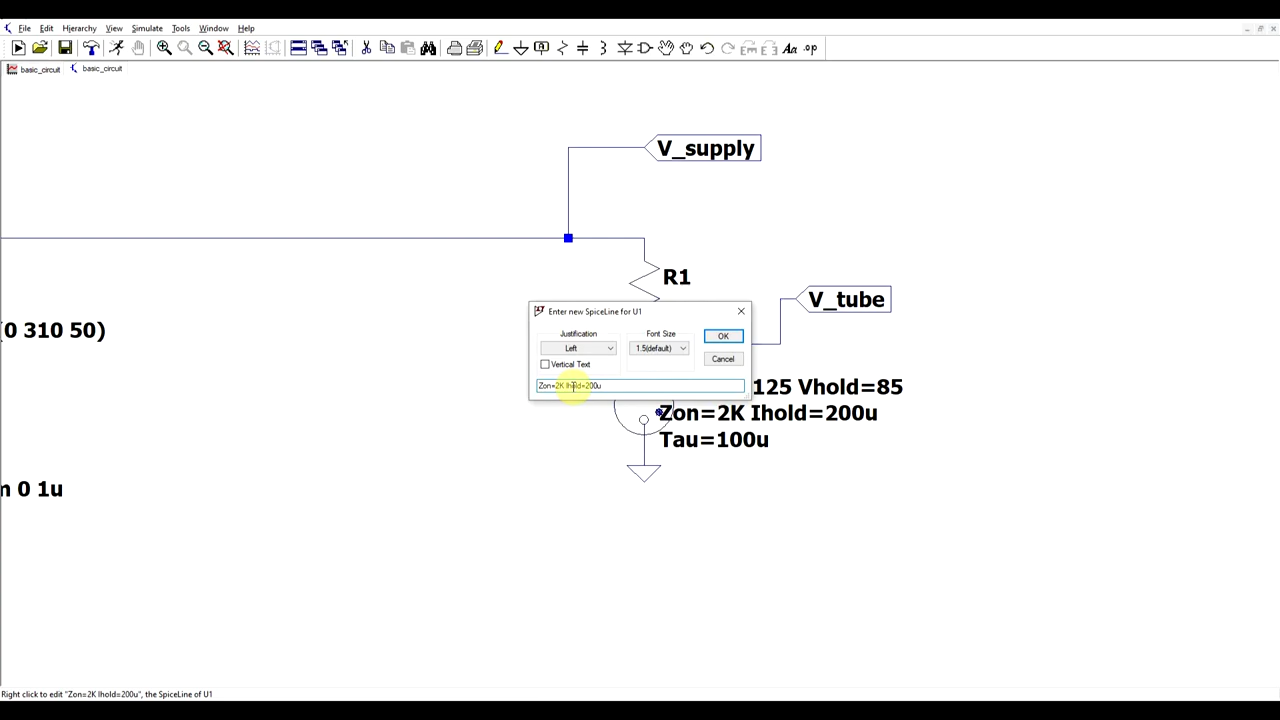 File Edit Hierarchy View Simulate Tools Window Help
basic_circuit basic_circuit
V_supply
R1
V_tube
(0 310 50)
Enter new SpiceLine for U1
Justification Font Size
OK
Left 1.5(default)
Vertical Text Cancel
Zon=2K Ihold=200u
125 Vhold=85
Zon=2K Ihold=200u
Tau=100u
0 1u
Right click to edit "Zon=2K Ihold=200u", the SpiceLine of U1